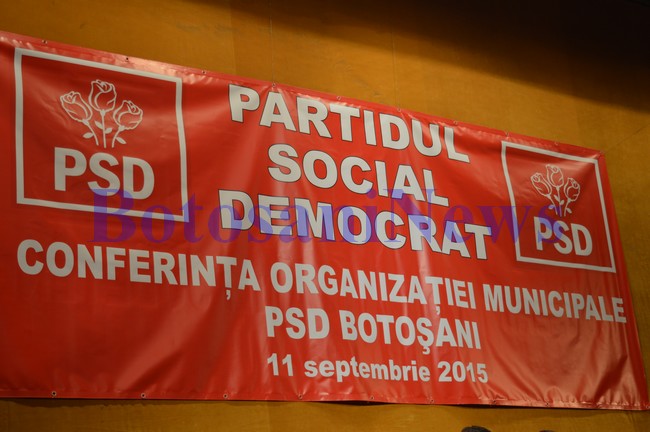 PARTIDUL
SOCIAL
DEMOCRAT
PSD
PSD
BotosaniNews
CONFERINȚA ORGANIZAȚIEI MUNICIPALE
PSD BOTOȘANI
11 septembrie 2015